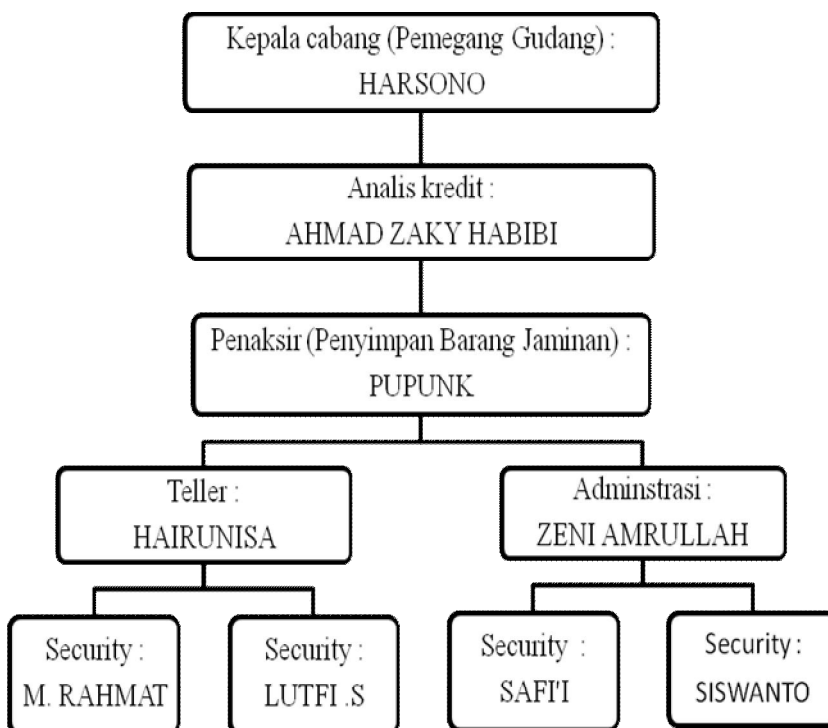 Kepala cabang (Pemegang Gudang) :
HARSONO
Analis kredit :
AHMAD ZAKY HABIBI
Penaksir (Penyimpan Barang Jaminan) :
PUPUNK
Teller :
HAIRUNISA
Adminstrasi :
ZENI AMRULLAH
Security :
M. RAHMAT
Security :
LUTFI .S
Security :
SAFI'I
Security :
SISWANTO